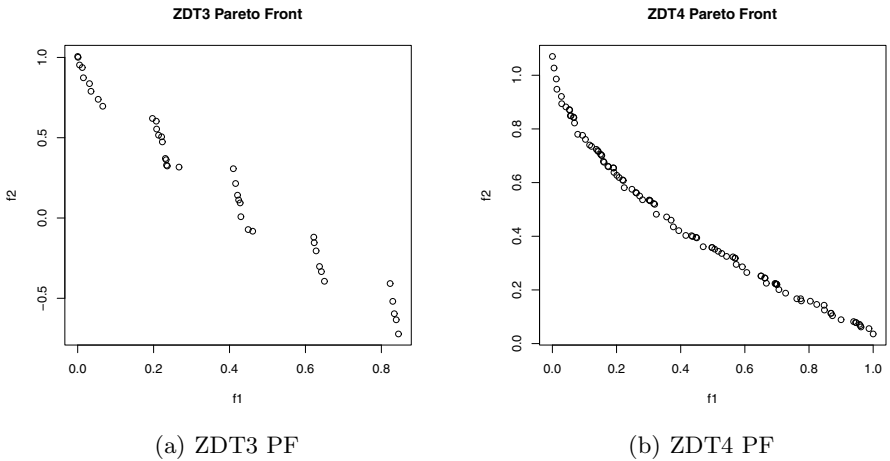 ZDT3 Pareto Front
f2
1.0
0.5
0.0
−0.5
0.0 0.2 0.4 0.6 0.8
f1
(a) ZDT3 PF
ZDT4 Pareto Front
f2
1.0
0.8
0.6
0.4
0.2
0.0
0.0 0.2 0.4 0.6 0.8 1.0
f1
(b) ZDT4 PF